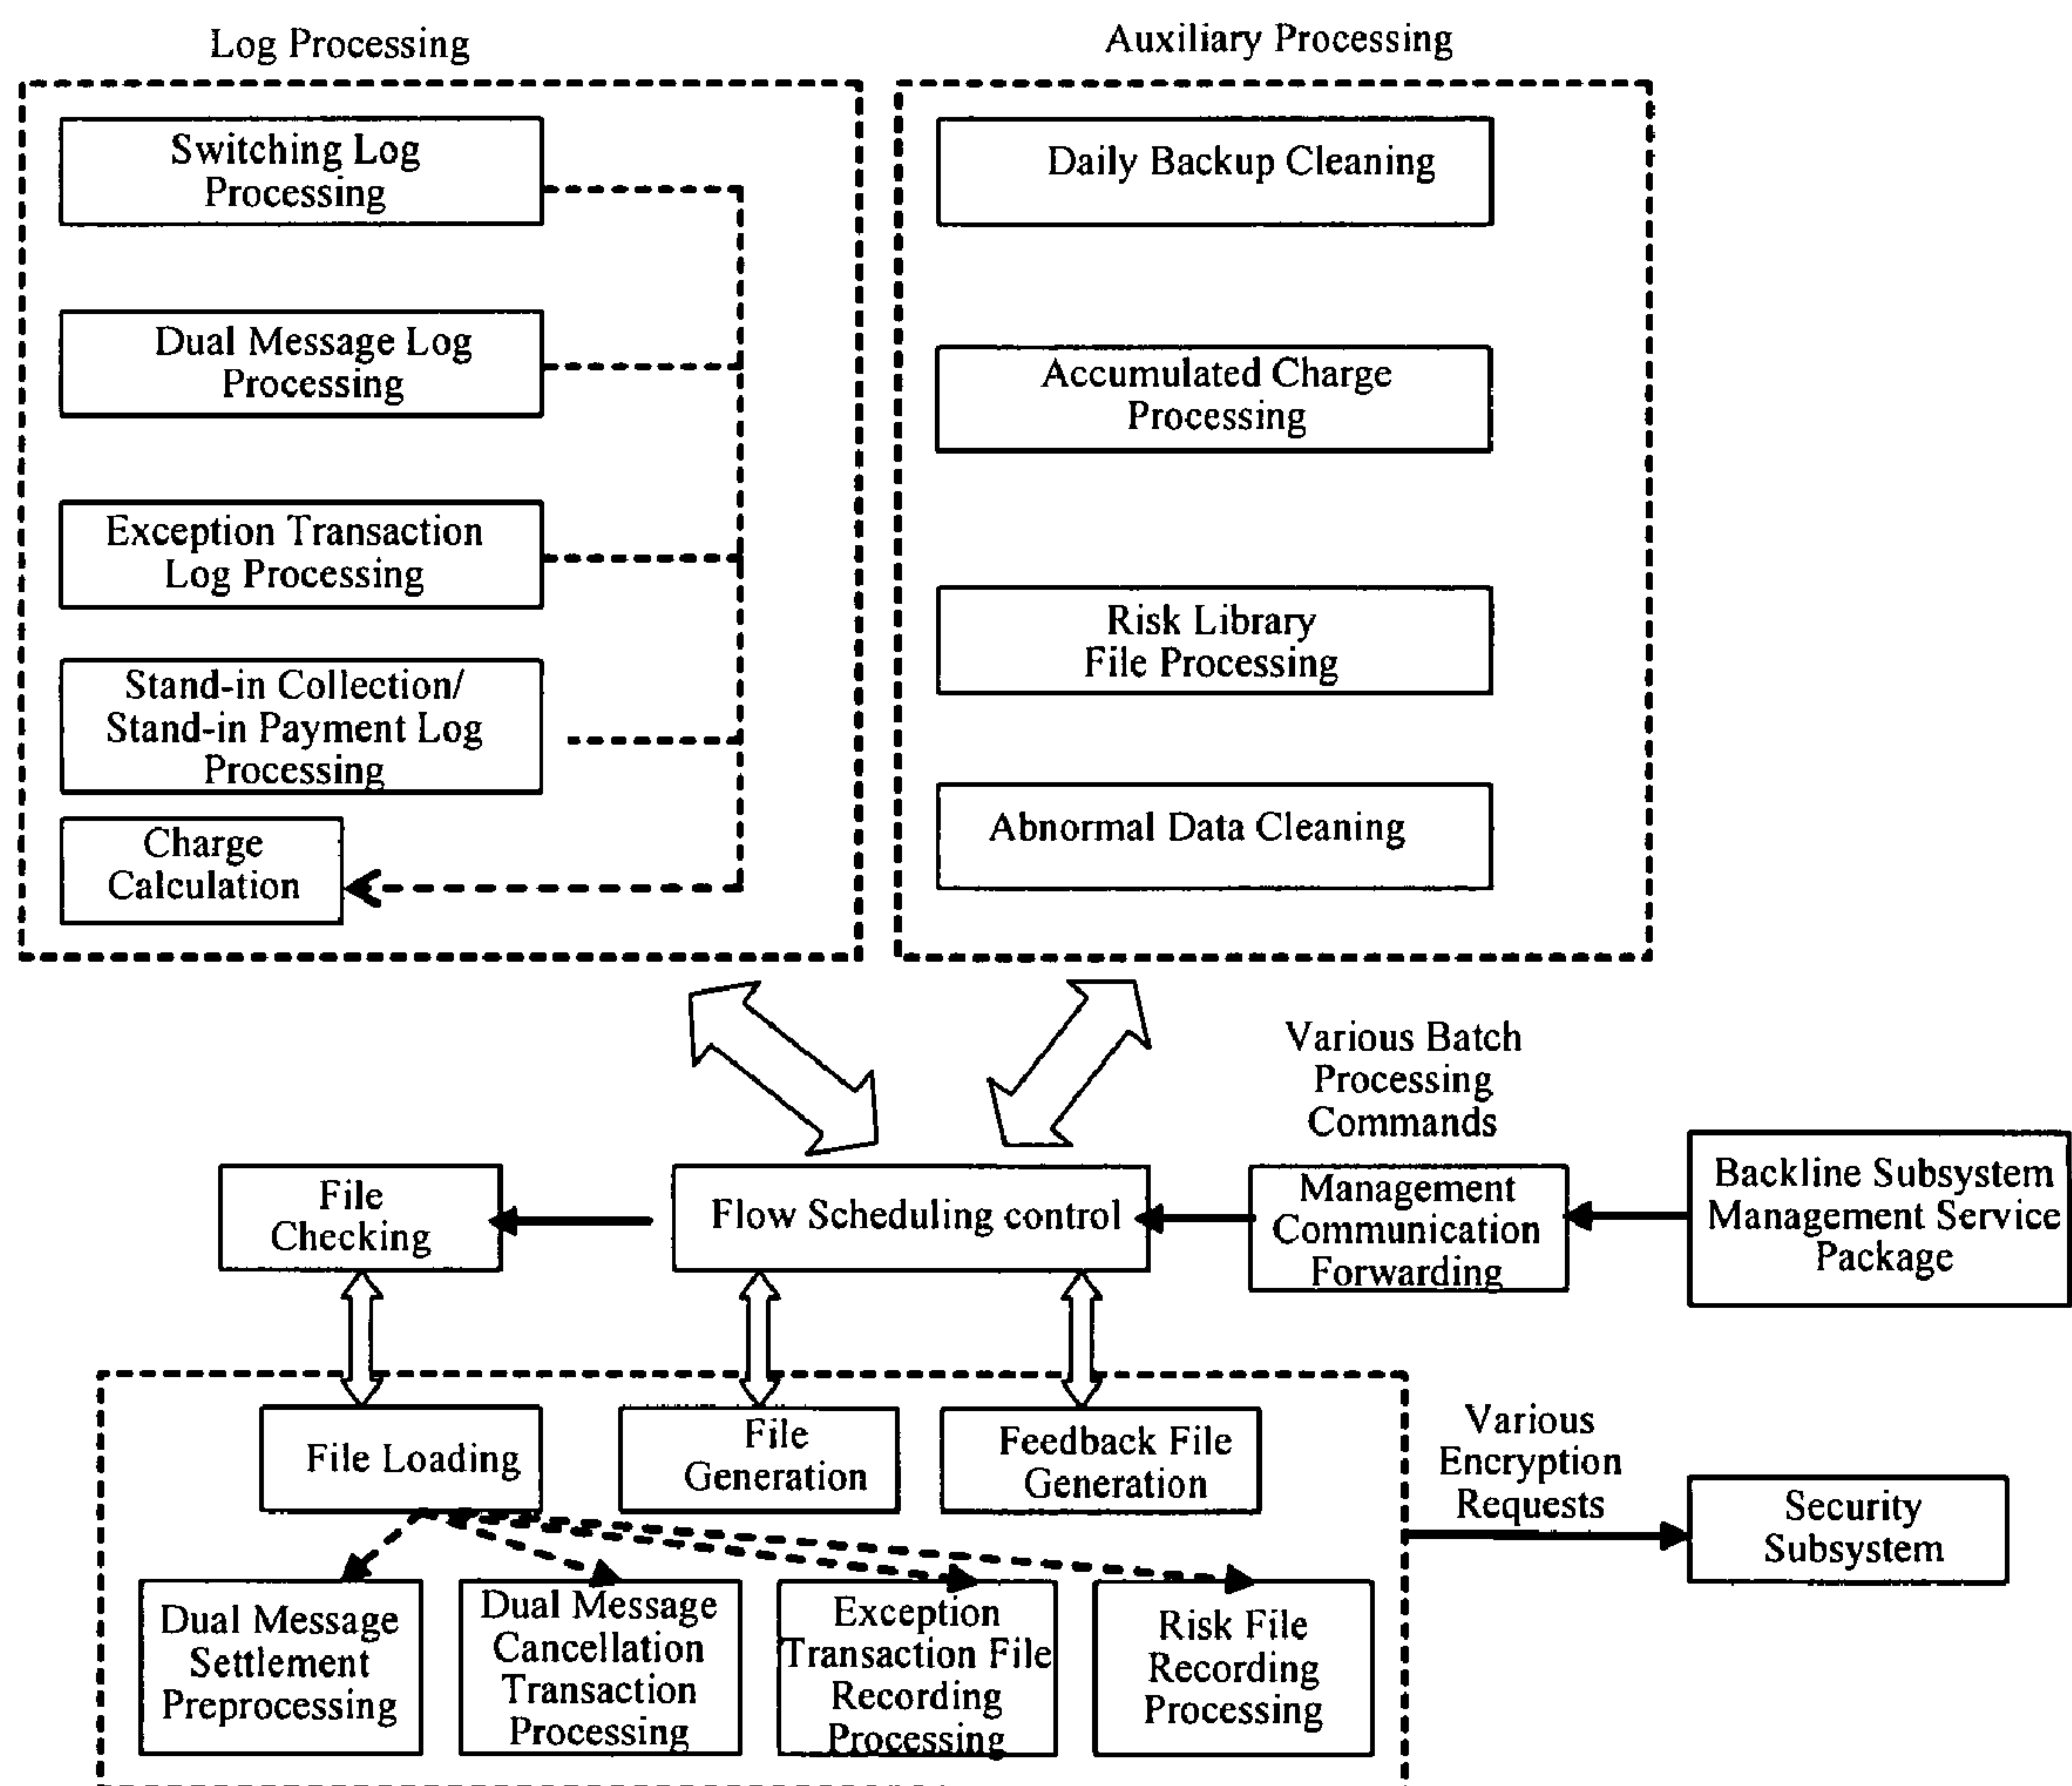 Log Processing
Switching Log
Processing
Dual Message Log
Processing
Exception Transaction
Log Processing
Stand-in Collection/
Stand-in Payment Log
Processing
Charge
Calculation
Auxiliary Processing
Daily Backup Cleaning
Accumulated Charge
Processing
Risk Library
File Processing
Abnormal Data Cleaning
Various Batch
Processing
Commands
File
Checking
Flow Scheduling control
Management
Communication
Forwarding
Backline Subsystem
Management Service
Package
File Loading
File
Generation
Feedback File
Generation
Various
Encryption
Requests
Security
Subsystem
Dual Message
Settlement
Preprocessing
Dual Message
Cancellation
Transaction
Processing
Exception
Transaction File
Recording
Processing
Risk File
Recording
Processing